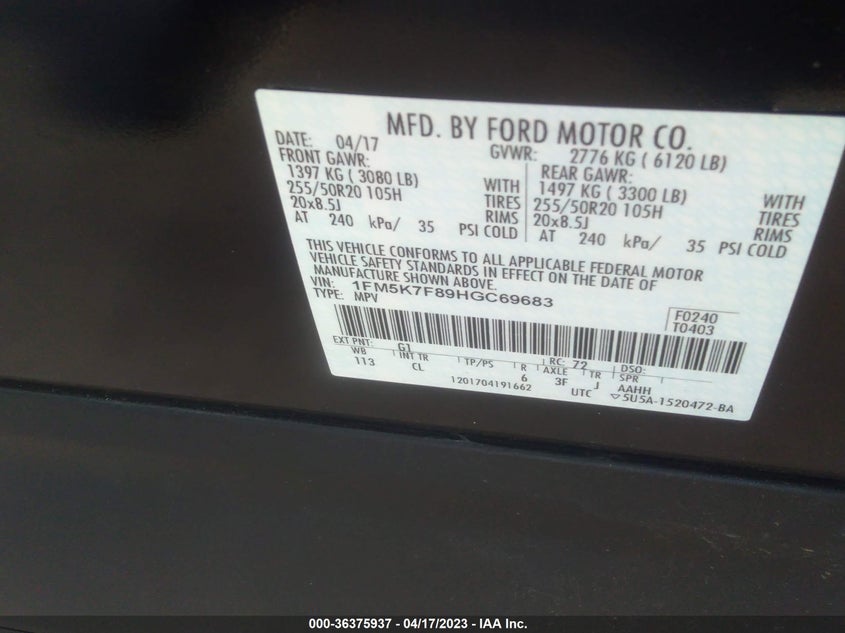 MFD. BY FORD MOTOR CO.
DATE: 04/17 GVWR: 2776 KG ( 6120 LB)
FRONT GAWR: REAR GAWR:
1397 KG ( 3080 LB) WITH 1497 KG ( 3300 LB) WITH
255/50R20 105H TIRES 255/50R20 105H TIRES
20x8.5J RIMS 20x8.5J RIMS
AT 240 kPa/ 35 PSI COLD AT 240 kPa/ 35 PSI COLD
THIS VEHICLE CONFORMS TO ALL APPLICABLE FEDERAL MOTOR
VEHICLE SAFETY STANDARDS IN EFFECT ON THE DATE OF
MANUFACTURE SHOWN ABOVE.
VIN: 1FM5K7F89HGC69683
TYPE: MPV
F0240
T0403
EXT PNT: G1 RC: 72 DSO:
WB INT TR TP/PS R AXLE TR SPR
113 CL 6 3F J AAHH
1201704191662 UTC ▽5U5A-1520472-BA
000-36375937 - 04/17/2023 - IAA Inc.